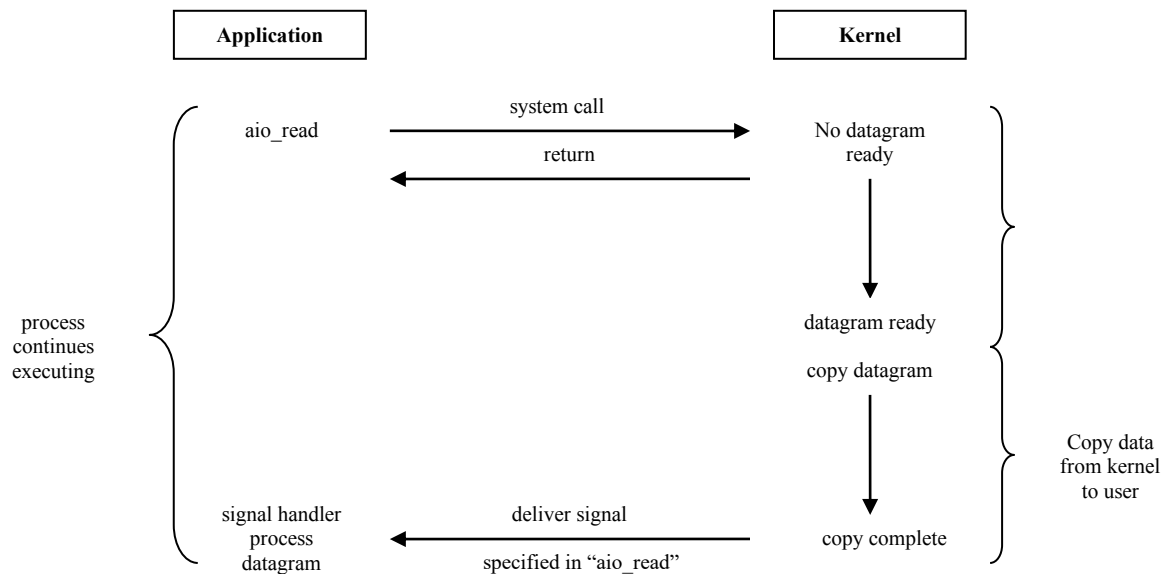 Application
Kernel
system call
aio_read
No datagram
ready
return
datagram ready
process
continues
executing
copy datagram
Copy data
from kernel
to user
signal handler
process
datagram
deliver signal
copy complete
specified in “aio_read”